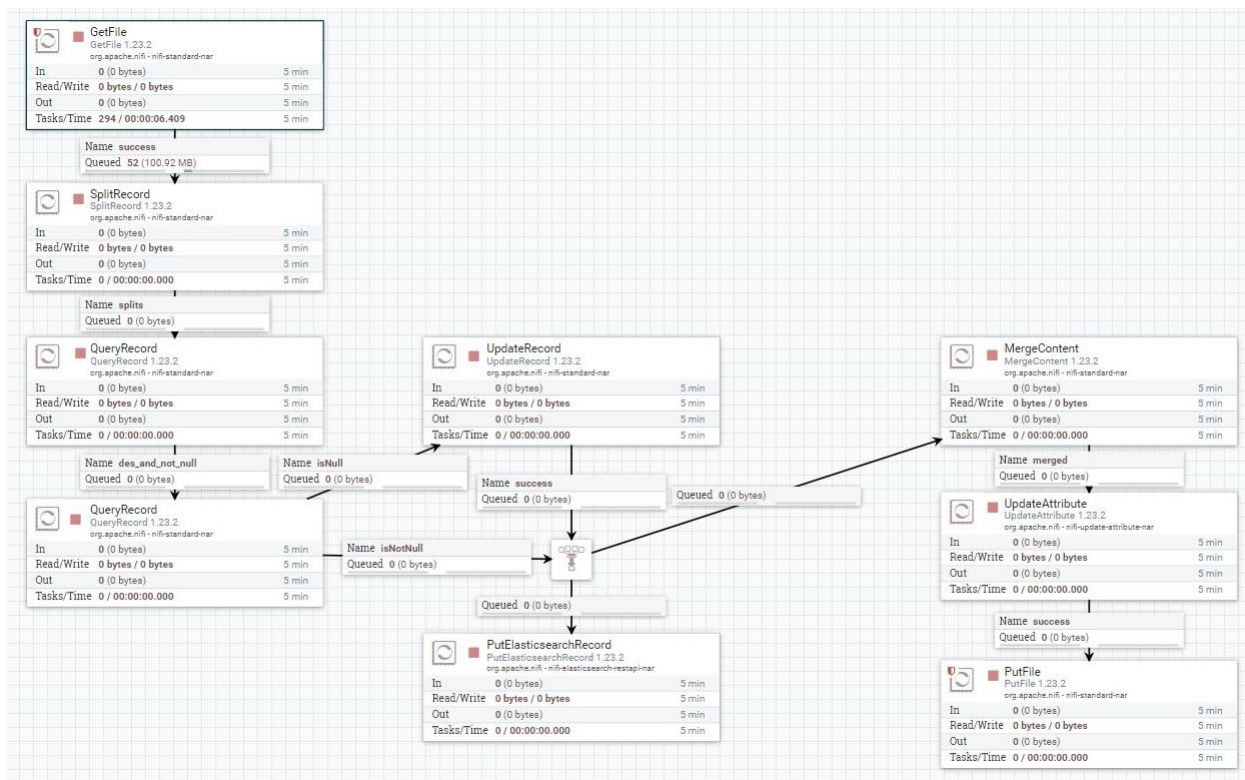 GetFile
GetFile 1.23.2
org.apache.nifi - nifi-standard-nar
In 0 (0 bytes) 5 min
Read/Write 0 bytes / 0 bytes 5 min
Out 0 (0 bytes) 5 min
Tasks/Time 294 / 00:00:06.409 5 min
Name success
Queued 52 (100.92 MB)
SplitRecord
SplitRecord 1.23.2
org.apache.nifi - nifi-standard-nar
In 0 (0 bytes) 5 min
Read/Write 0 bytes / 0 bytes 5 min
Out 0 (0 bytes) 5 min
Tasks/Time 0 / 00:00:00.000 5 min
Name splits
Queued 0 (0 bytes)
QueryRecord
QueryRecord 1.23.2
org.apache.nifi - nifi-standard-nar
In 0 (0 bytes) 5 min
Read/Write 0 bytes / 0 bytes 5 min
Out 0 (0 bytes) 5 min
Tasks/Time 0 / 00:00:00.000 5 min
Name des_and_not_null
Queued 0 (0 bytes)
QueryRecord
QueryRecord 1.23.2
org.apache.nifi - nifi-standard-nar
In 0 (0 bytes) 5 min
Read/Write 0 bytes / 0 bytes 5 min
Out 0 (0 bytes) 5 min
Tasks/Time 0 / 00:00:00.000 5 min
Name isNull
Queued 0 (0 bytes)
Name isNotNull
Queued 0 (0 bytes)
UpdateRecord
UpdateRecord 1.23.2
org.apache.nifi - nifi-standard-nar
In 0 (0 bytes) 5 min
Read/Write 0 bytes / 0 bytes 5 min
Out 0 (0 bytes) 5 min
Tasks/Time 0 / 00:00:00.000 5 min
Name success
Queued 0 (0 bytes)
Queued 0 (0 bytes)
Queued 0 (0 bytes)
PutElasticsearchRecord
PutElasticsearchRecord 1.23.2
org.apache.nifi - nifi-elasticsearch-restapi-nar
In 0 (0 bytes) 5 min
Read/Write 0 bytes / 0 bytes 5 min
Out 0 (0 bytes) 5 min
Tasks/Time 0 / 00:00:00.000 5 min
MergeContent
MergeContent 1.23.2
org.apache.nifi - nifi-standard-nar
In 0 (0 bytes) 5 min
Read/Write 0 bytes / 0 bytes 5 min
Out 0 (0 bytes) 5 min
Tasks/Time 0 / 00:00:00.000 5 min
Name merged
Queued 0 (0 bytes)
UpdateAttribute
UpdateAttribute 1.23.2
org.apache.nifi - nifi-update-attribute-nar
In 0 (0 bytes) 5 min
Read/Write 0 bytes / 0 bytes 5 min
Out 0 (0 bytes) 5 min
Tasks/Time 0 / 00:00:00.000 5 min
Name success
Queued 0 (0 bytes)
PutFile
PutFile 1.23.2
org.apache.nifi - nifi-standard-nar
In 0 (0 bytes) 5 min
Read/Write 0 bytes / 0 bytes 5 min
Out 0 (0 bytes) 5 min
Tasks/Time 0 / 00:00:00.000 5 min